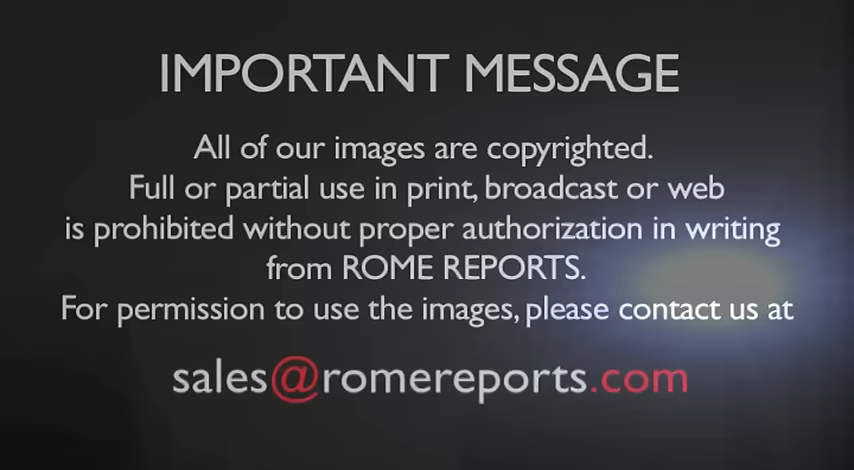 IMPORTANT MESSAGE
All of our images are copyrighted.
Full or partial use in print, broadcast or web
is prohibited without proper authorization in writing
from ROME REPORTS.
For permission to use the images, please contact us at
sales@romereports.com